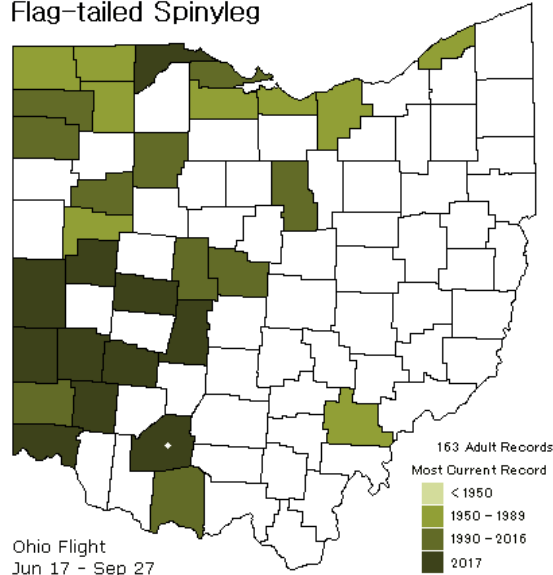 Flag-tailed Spinyleg
163 Adult Records
Most Current Record
< 1950
1950 - 1989
1990 - 2016
2017
Ohio Flight
Jun 17 - Sep 27